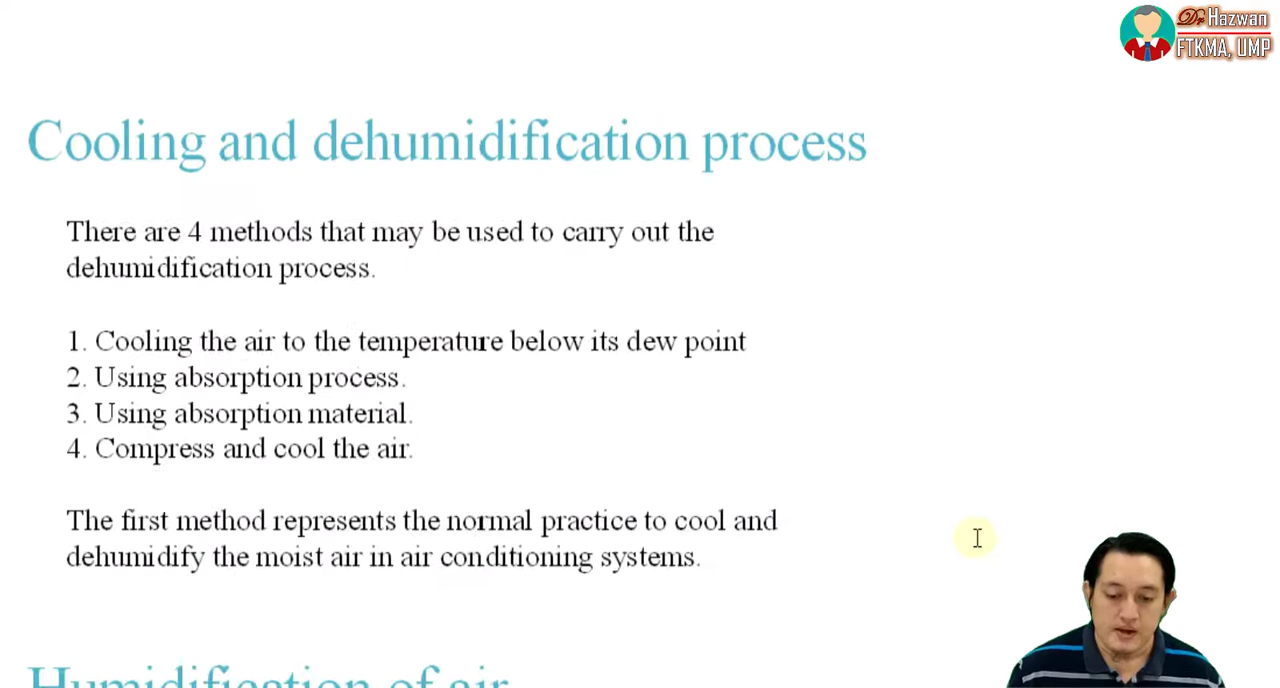 Dr Hazwan
FTKMA, UMP
Cooling and dehumidification process
There are 4 methods that may be used to carry out the
dehumidification process.
1. Cooling the air to the temperature below its dew point
2. Using absorption process.
3. Using absorption material.
4. Compress and cool the air.
The first method represents the normal practice to cool and
dehumidify the moist air in air conditioning systems.
Humidification of air